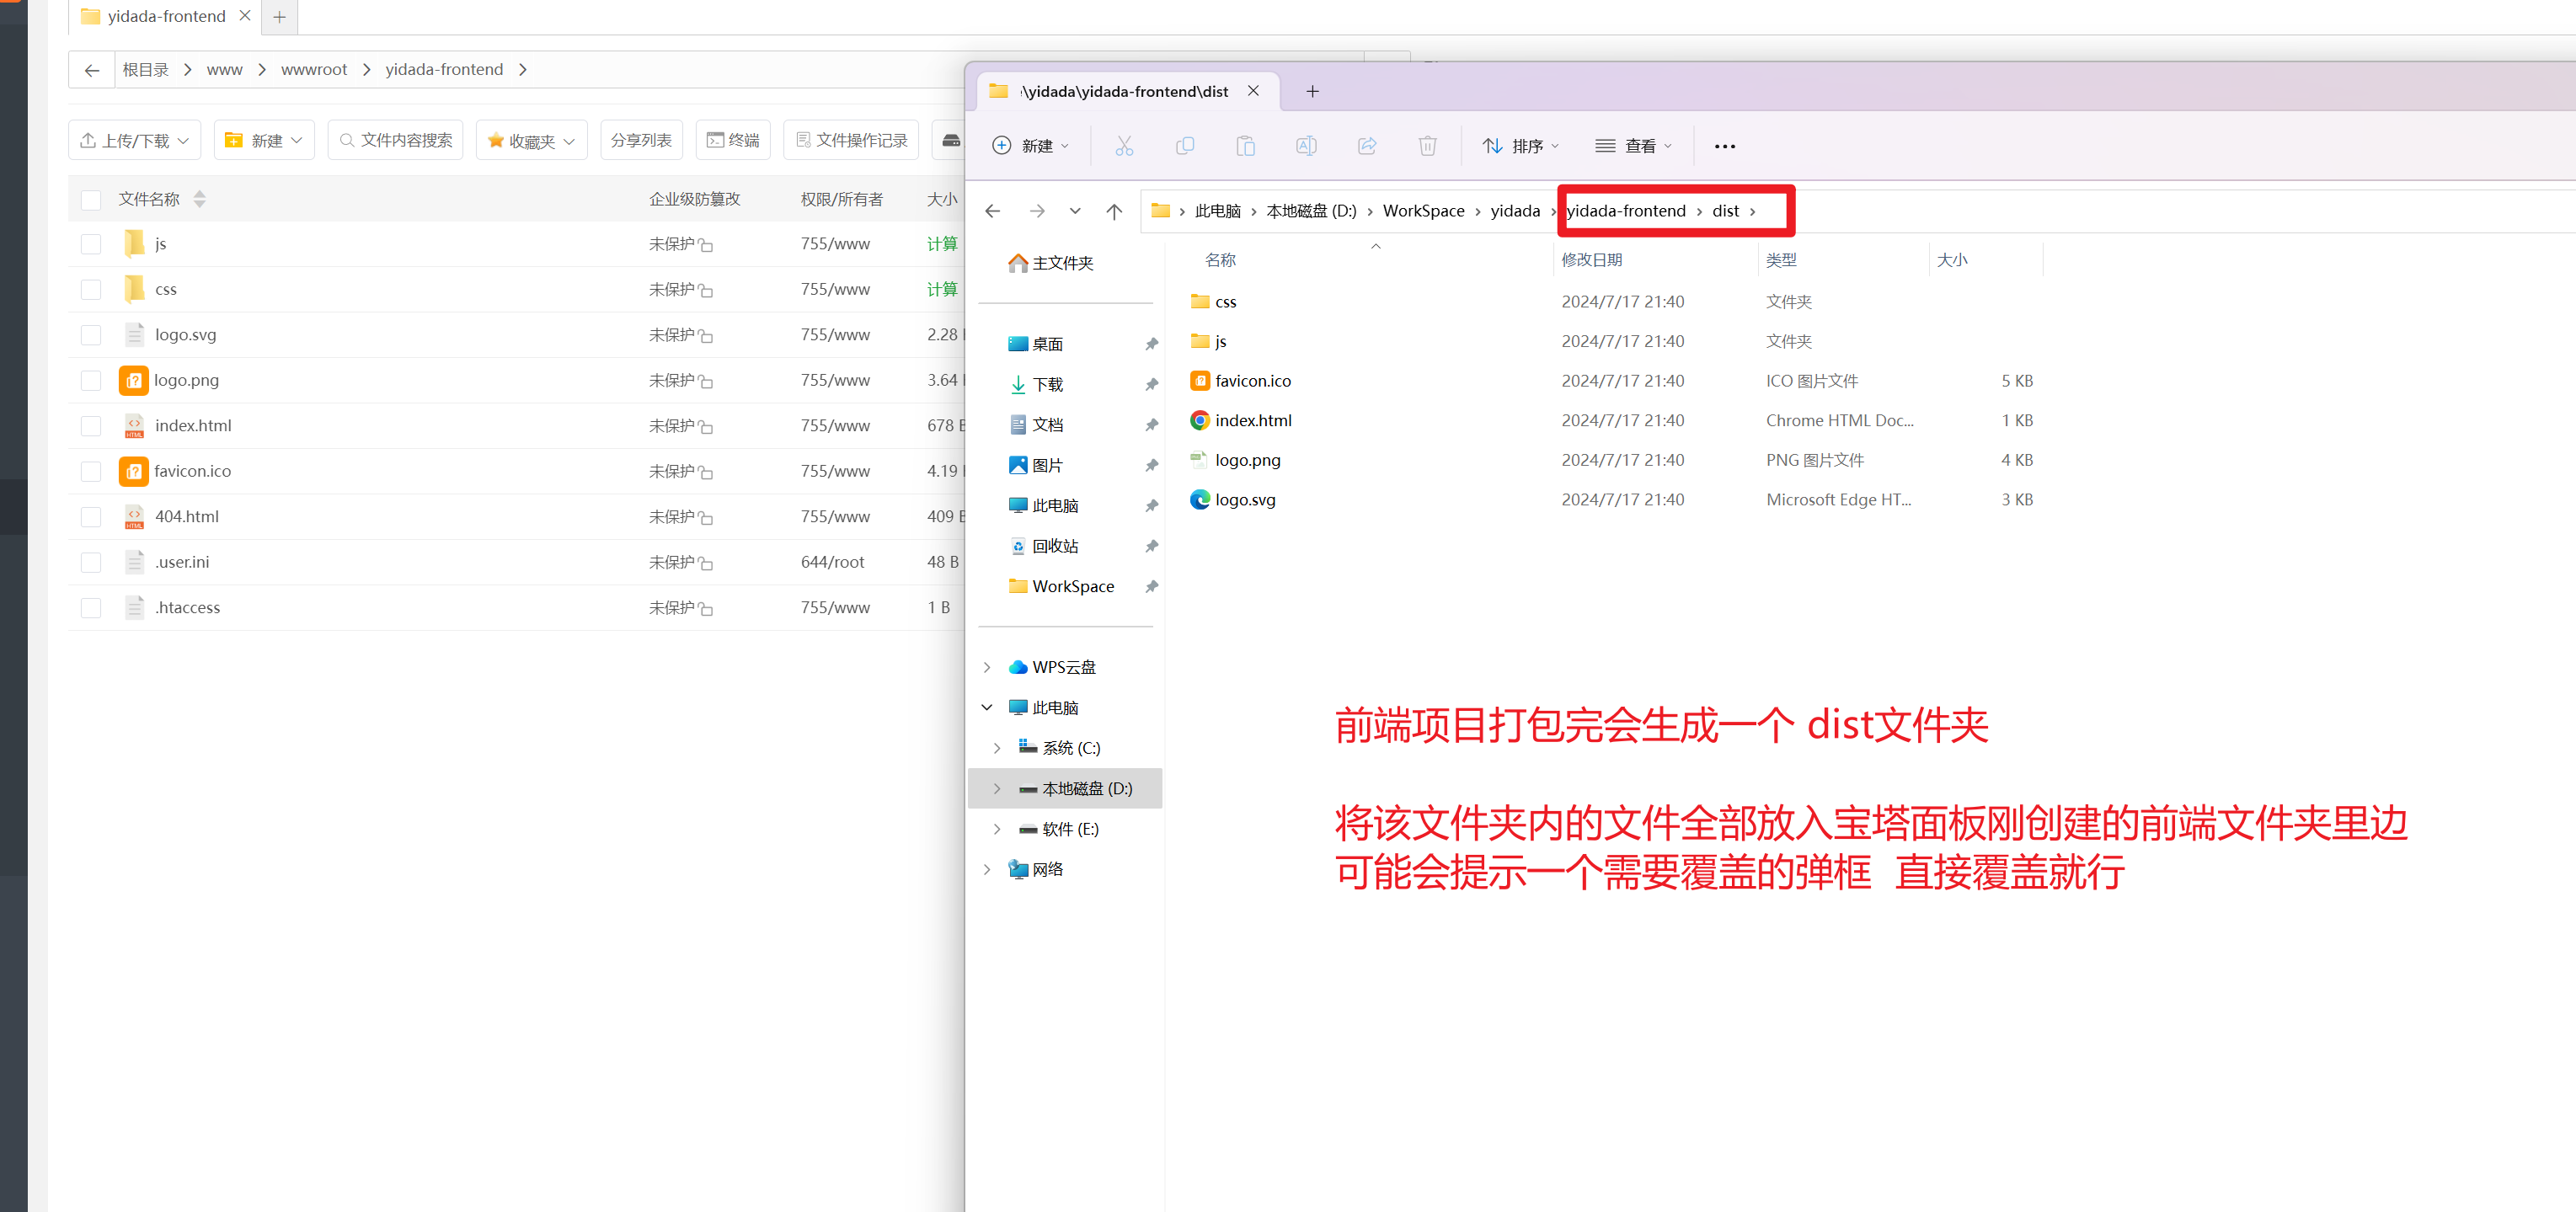 yidada-frontend
根目录 > www > wwwroot > yidada-frontend >
上传/下载 新建 文件内容搜索 收藏夹 分享列表 终端 文件操作记录
文件名称 企业级防篡改 权限/所有者 大小
js 未保护 755/www 计算
css 未保护 755/www 计算
logo.svg 未保护 755/www 2.28
logo.png 未保护 755/www 3.64
index.html 未保护 755/www 678 B
favicon.ico 未保护 755/www 4.19
404.html 未保护 755/www 409 B
.user.ini 未保护 644/root 48 B
.htaccess 未保护 755/www 1 B
\yidada\yidada-frontend\dist
新建 排序 查看
此电脑 > 本地磁盘 (D:) > WorkSpace > yidada > yidada-frontend > dist >
主文件夹
桌面
下载
文档
图片
此电脑
回收站
WorkSpace
WPS云盘
此电脑
系统 (C:)
本地磁盘 (D:)
软件 (E:)
网络
名称 修改日期 类型 大小
css 2024/7/17 21:40 文件夹
js 2024/7/17 21:40 文件夹
favicon.ico 2024/7/17 21:40 ICO 图片文件 5 KB
index.html 2024/7/17 21:40 Chrome HTML Doc... 1 KB
logo.png 2024/7/17 21:40 PNG 图片文件 4 KB
logo.svg 2024/7/17 21:40 Microsoft Edge HT... 3 KB
前端项目打包完会生成一个 dist文件夹
将该文件夹内的文件全部放入宝塔面板刚创建的前端文件夹里边
可能会提示一个需要覆盖的弹框 直接覆盖就行